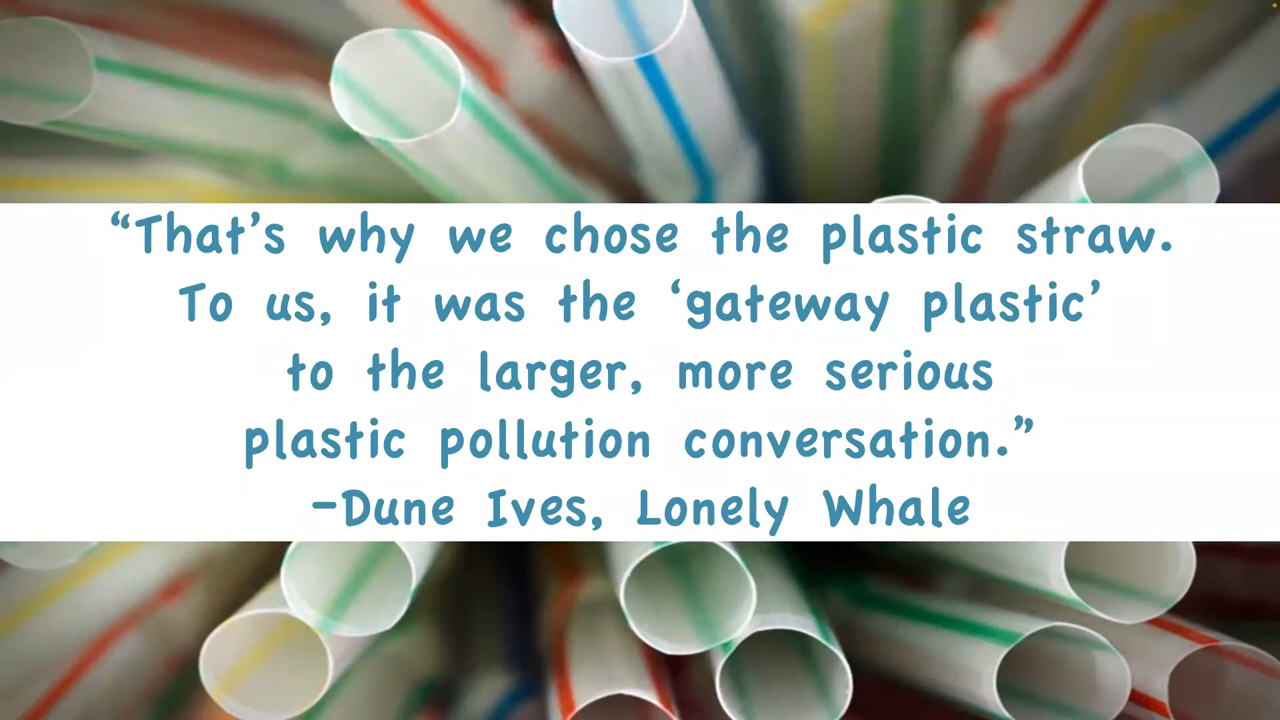 “That’s why we chose the plastic straw.
To us, it was the ‘gateway plastic’
to the larger, more serious
plastic pollution conversation.”
-Dune Ives, Lonely Whale